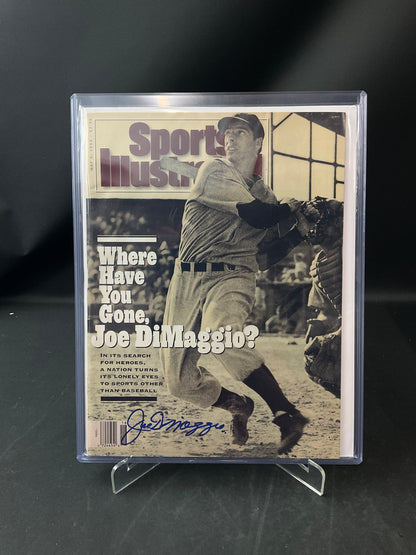 Sports
Illustrated
Where
Have
You
Gone,
Joe DiMaggio?
IN ITS SEARCH
FOR HEROES,
A NATION TURNS
ITS LONELY EYES
TO SPORTS OTHER
THAN BASEBALL
Joe DiMaggio